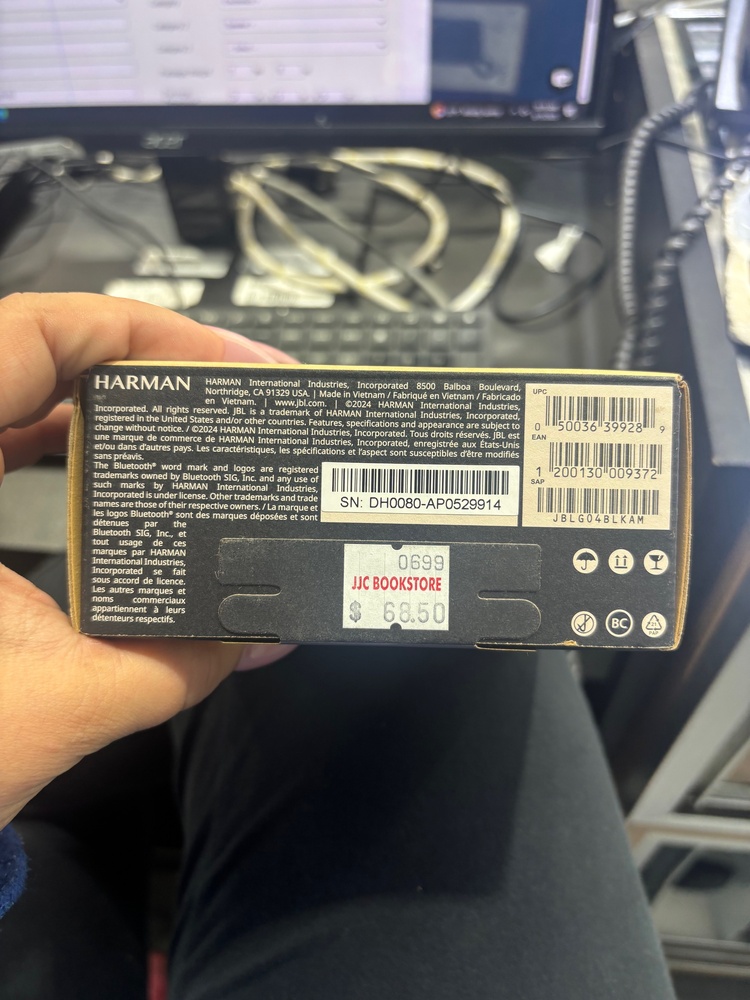 acer
HARMAN
HARMAN International Industries, Incorporated 8500 Balboa Boulevard,
Northridge, CA 91329 USA. | Made in Vietnam / Fabriqué en Vietnam / Fabricado
en Vietnam. | www.jbl.com. | ©2024 HARMAN International Industries,
Incorporated. All rights reserved. JBL is a trademark of HARMAN International Industries, Incorporated,
registered in the United States and/or other countries. Features, specifications and appearance are subject to
change without notice. / ©2024 HARMAN International Industries, Incorporated. Tous droits réservés. JBL est
une marque de commerce de HARMAN International Industries, Incorporated, enregistrée aux États-Unis
et/ou dans d'autres pays. Les caractéristiques, les spécifications et l'aspect sont susceptibles d'être modifiés
sans préavis.
The Bluetooth® word mark and logos are registered
trademarks owned by Bluetooth SIG, Inc. and any use of
such marks by HARMAN International Industries,
Incorporated is under license. Other trademarks and trade
names are those of their respective owners. / La marque et
les logos Bluetooth® sont des marques déposées et sont
détenues par the
Bluetooth SIG, Inc., et
tout usage de ces
marques par HARMAN
International Industries,
Incorporated se fait
sous accord de licence.
Les autres marques et
noms commerciaux
appartiennent à leurs
détenteurs respectifs.
SN: DH0080-AP0529914
UPC
0 50036 39928 9
EAN
1 200130 009372
SAP
JBLGO4BLKAM
0699
JJC BOOKSTORE
$ 68.50
BC
PAP